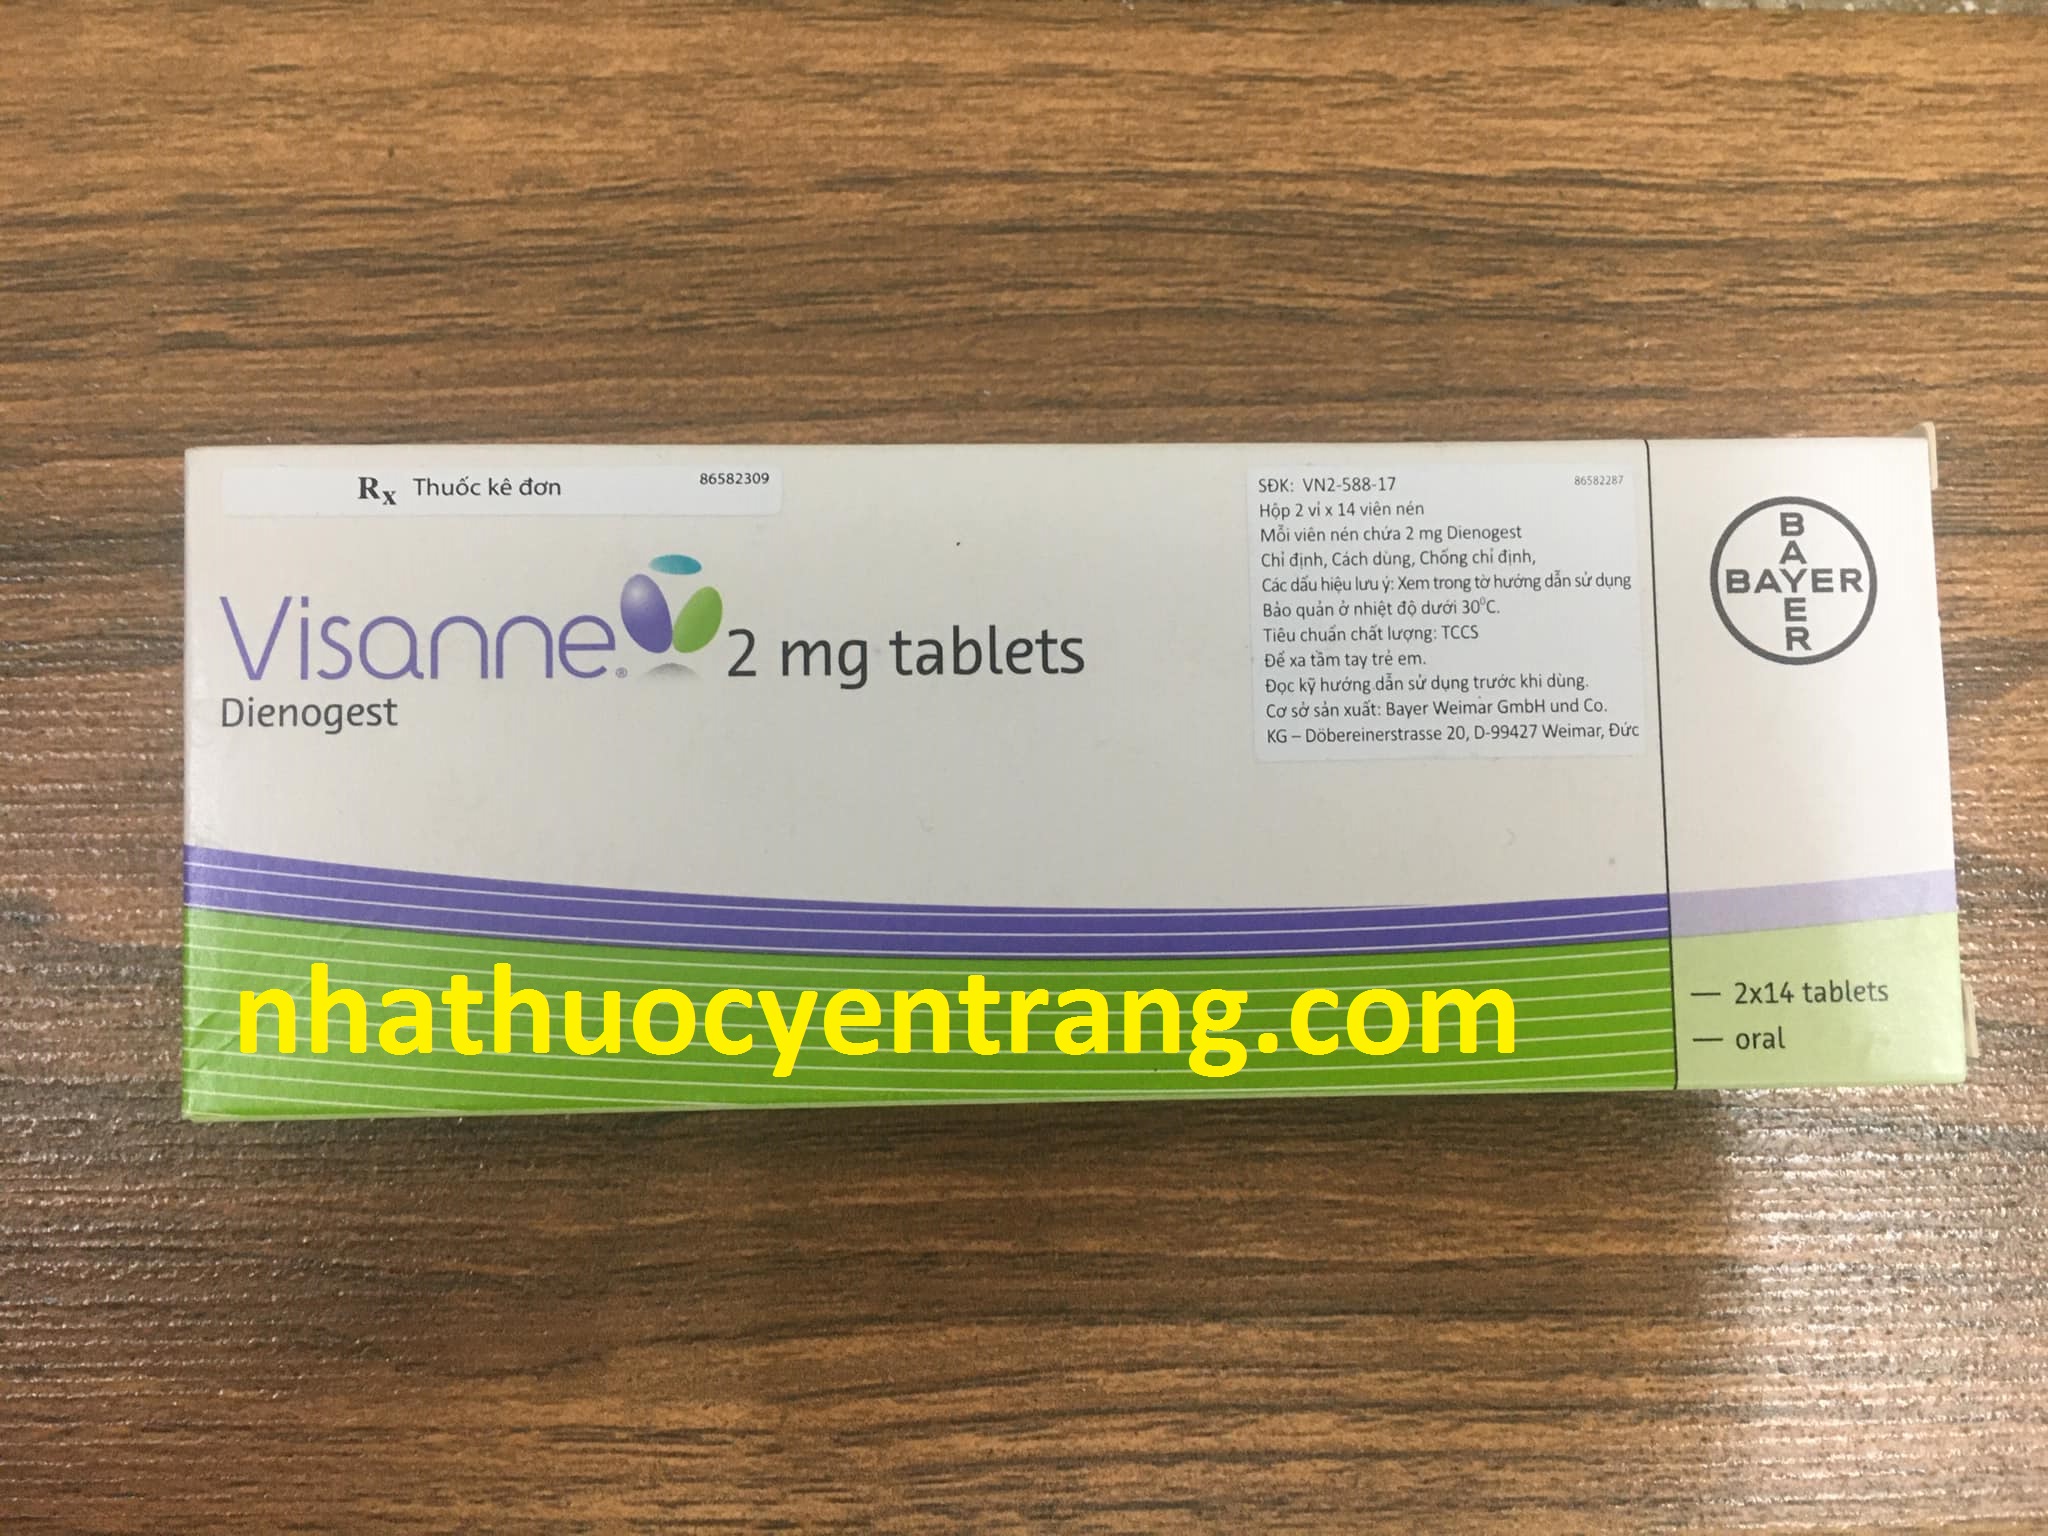 Rx Thuốc kê đơn 86582309
Visanne® 2 mg tablets
Dienogest
SĐK: VN2-588-17 86582287
Hộp 2 vỉ x 14 viên nén
Mỗi viên nén chứa 2 mg Dienogest
Chỉ định, Cách dùng, Chống chỉ định,
Các dấu hiệu lưu ý: Xem trong tờ hướng dẫn sử dụng
Bảo quản ở nhiệt độ dưới 30⁰C.
Tiêu chuẩn chất lượng: TCCS
Để xa tầm tay trẻ em.
Đọc kỹ hướng dẫn sử dụng trước khi dùng.
Cơ sở sản xuất: Bayer Weimar GmbH und Co.
KG – Döbereinerstrasse 20, D-99427 Weimar, Đức
BAYER
BAYER
— 2x14 tablets
— oral
nhathuocyentrang.com